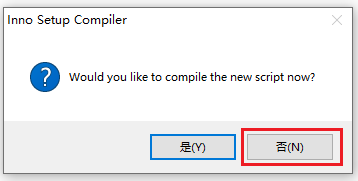 Inno Setup Compiler
?
Would you like to compile the new script now?
是(Y)
否(N)